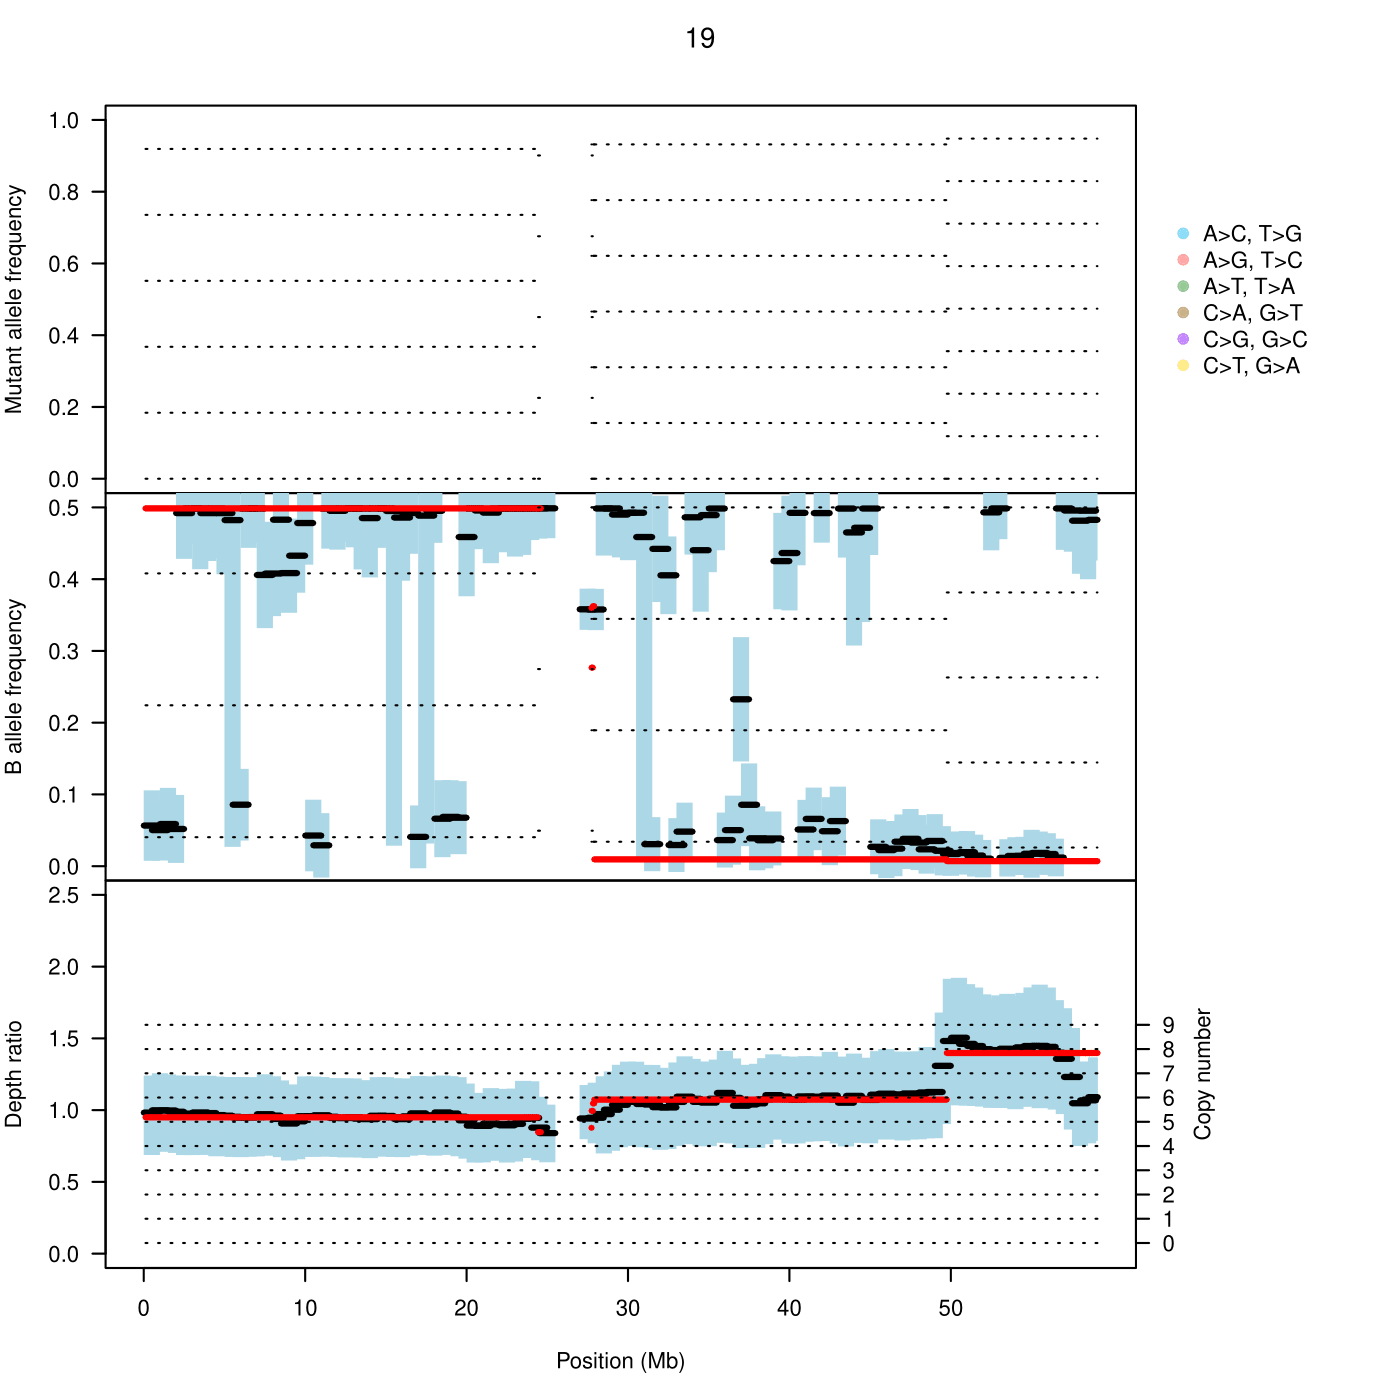 19
Mutant allele frequency
1.0
0.8
0.6
0.4
0.2
0.0
A>C, T>G
A>G, T>C
A>T, T>A
C>A, G>T
C>G, G>C
C>T, G>A
B allele frequency
0.5
0.4
0.3
0.2
0.1
0.0
Depth ratio
2.5
2.0
1.5
1.0
0.5
0.0
9
8
7
6
5
4
3
2
1
0
Copy number
0 10 20 30 40 50
Position (Mb)